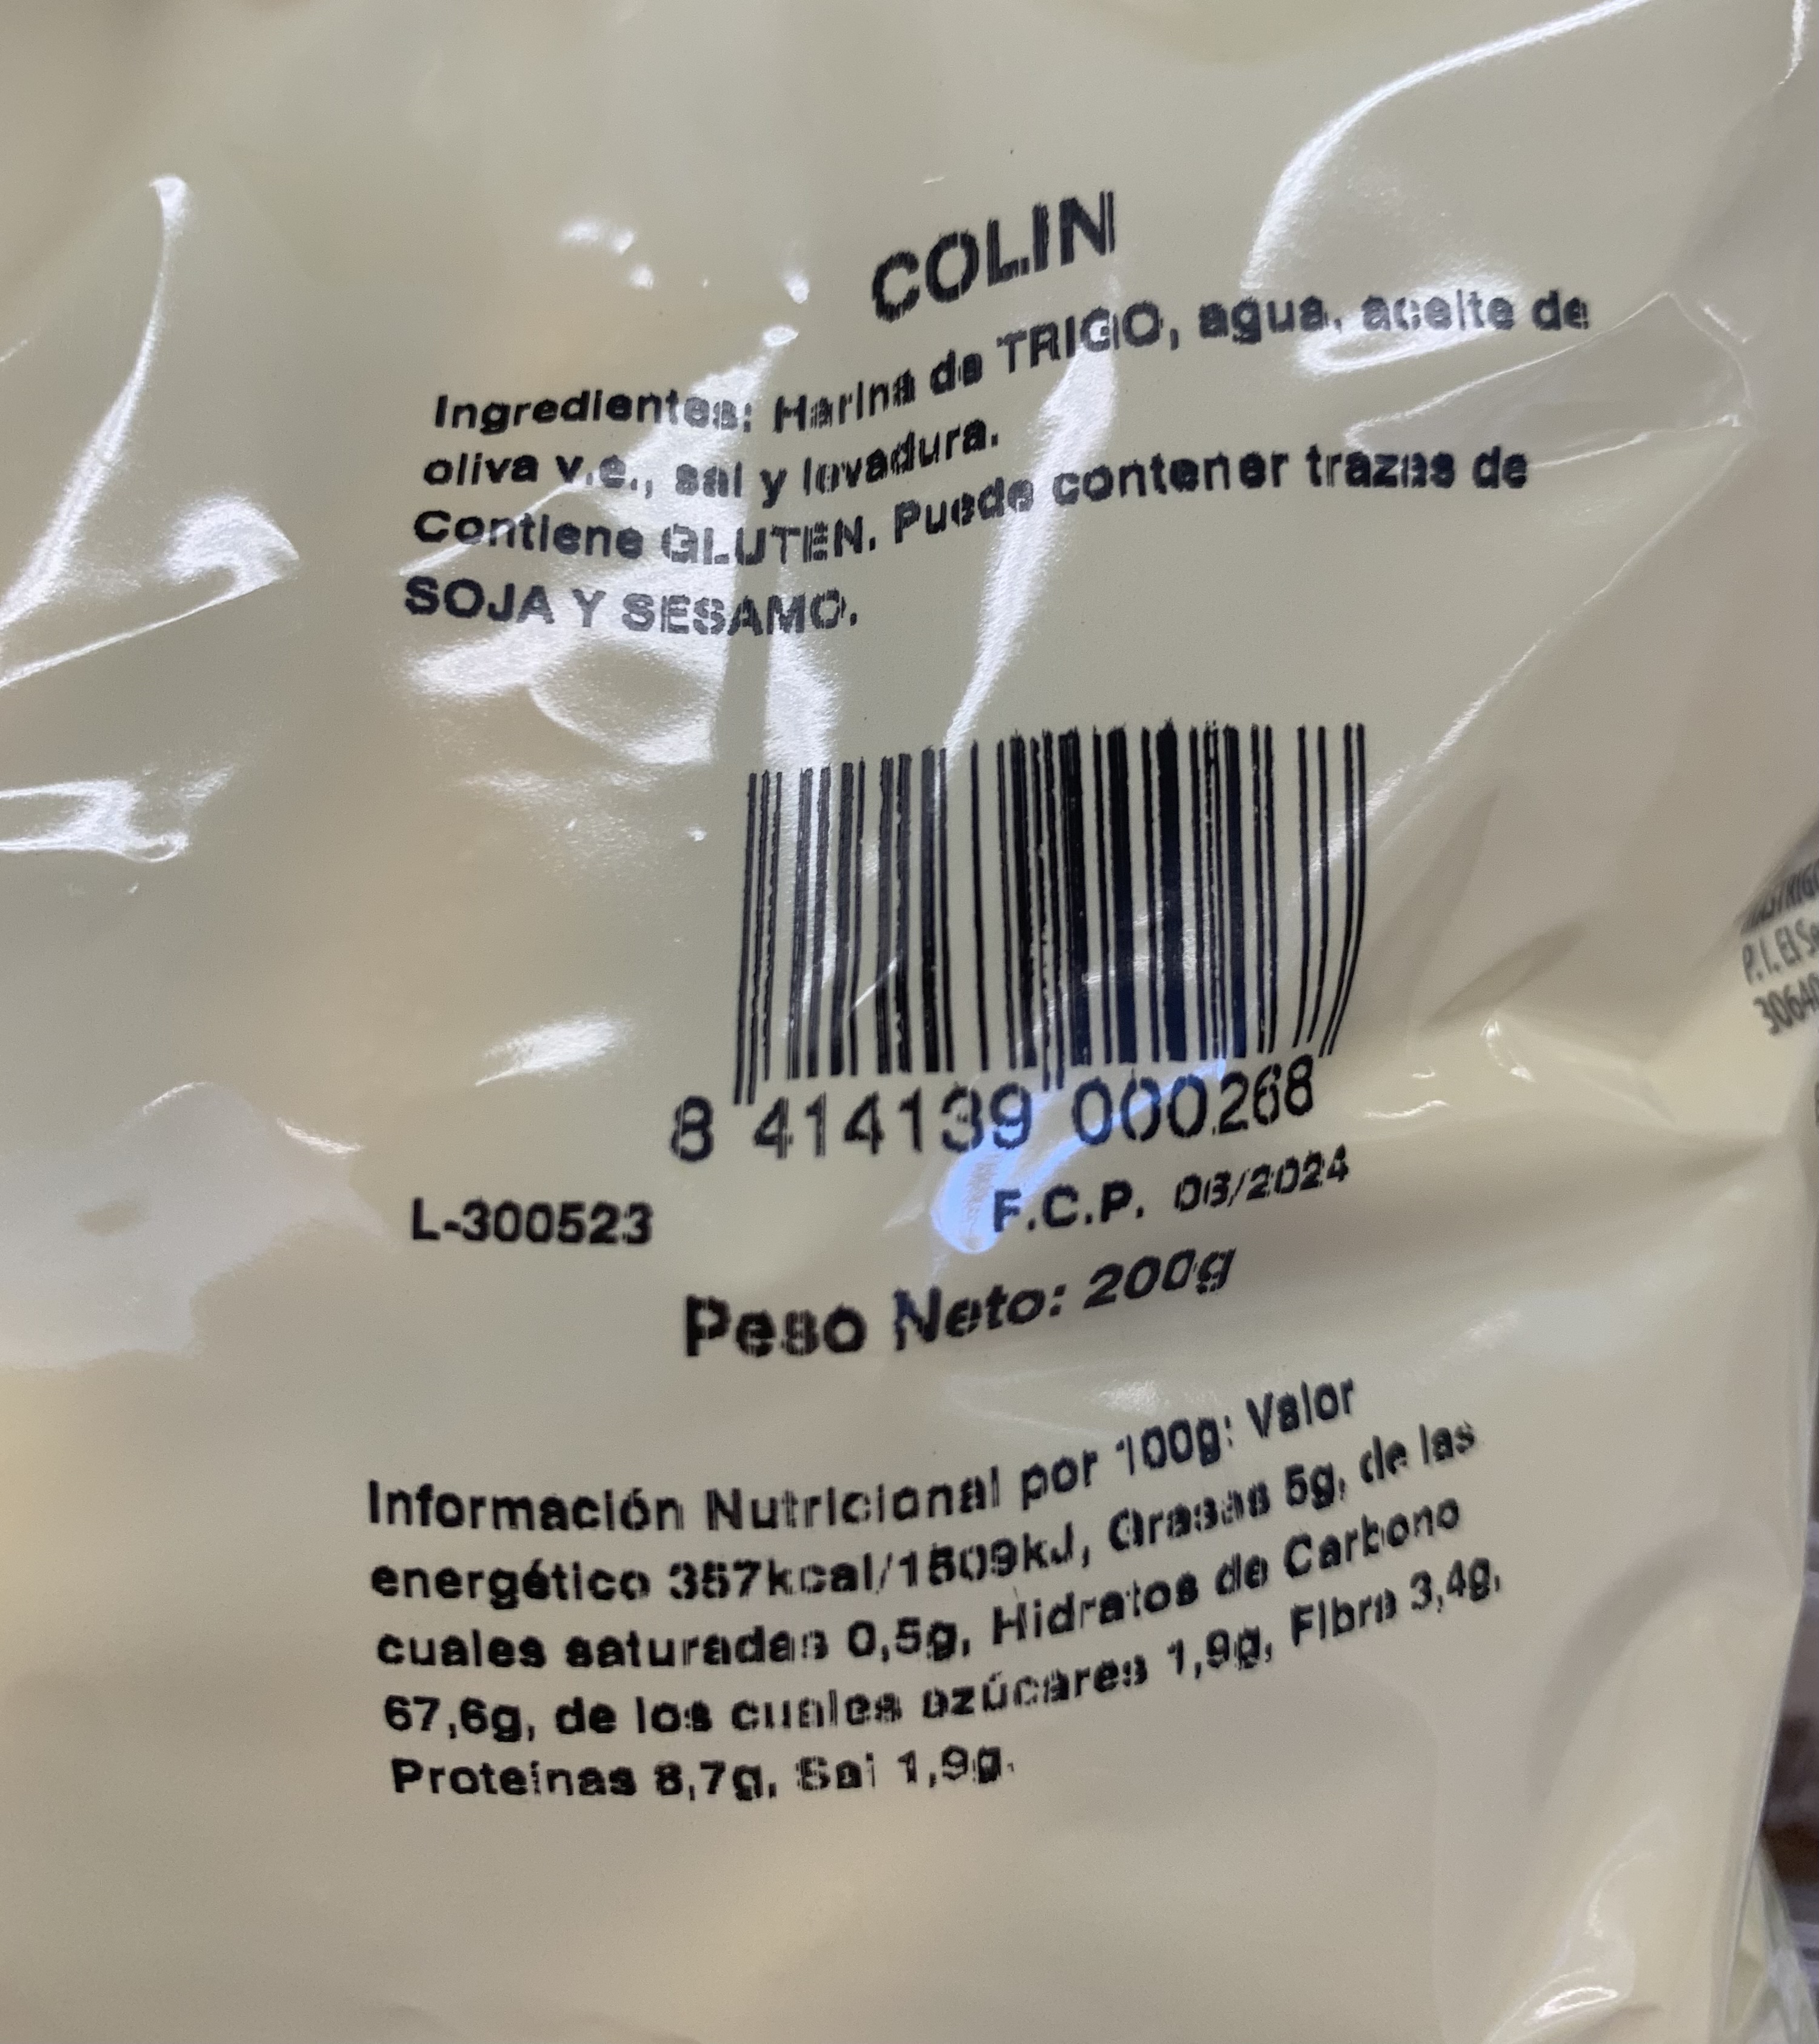 COLIN
Ingredientes: Harina de TRIGO, agua, aceite de
oliva v.e., sal y levadura.
Contiene GLUTEN. Puede contener trazas de
SOJA Y SESAMO.
8 414139 000268
L-300523
F.C.P. 06/2024
Peso Neto: 200g
Información Nutricional por 100g: Valor
energético 357kcal/1509kJ, Grasas 5g, de las
cuales saturadas 0,5g, Hidratos de Carbono
67,6g, de los cuales azúcares 1,9g, Fibra 3,4g,
Proteínas 8,7g, Sal 1,9g.
P.I. El